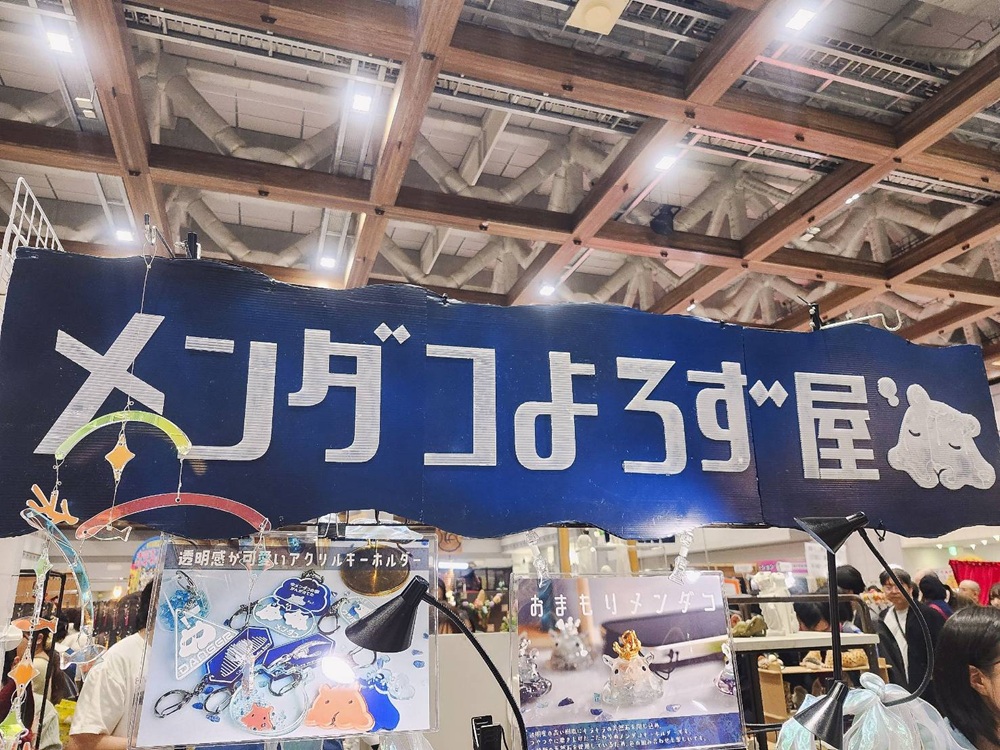 メンダコよろず屋
透明感が可愛いアクリルキーホルダー
DANGER
おまもりメンダコ